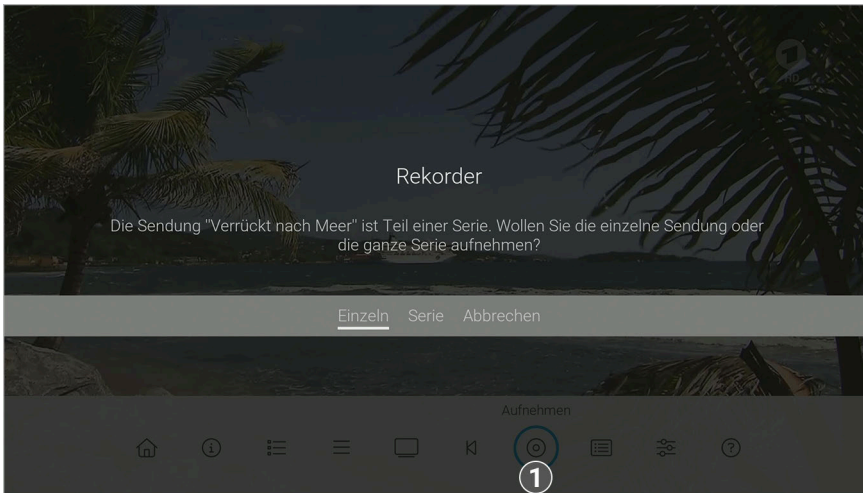 HD
Rekorder
Die Sendung "Verrückt nach Meer" ist Teil einer Serie. Wollen Sie die einzelne Sendung oder
die ganze Serie aufnehmen?
Einzeln Serie Abbrechen
Aufnehmen
1